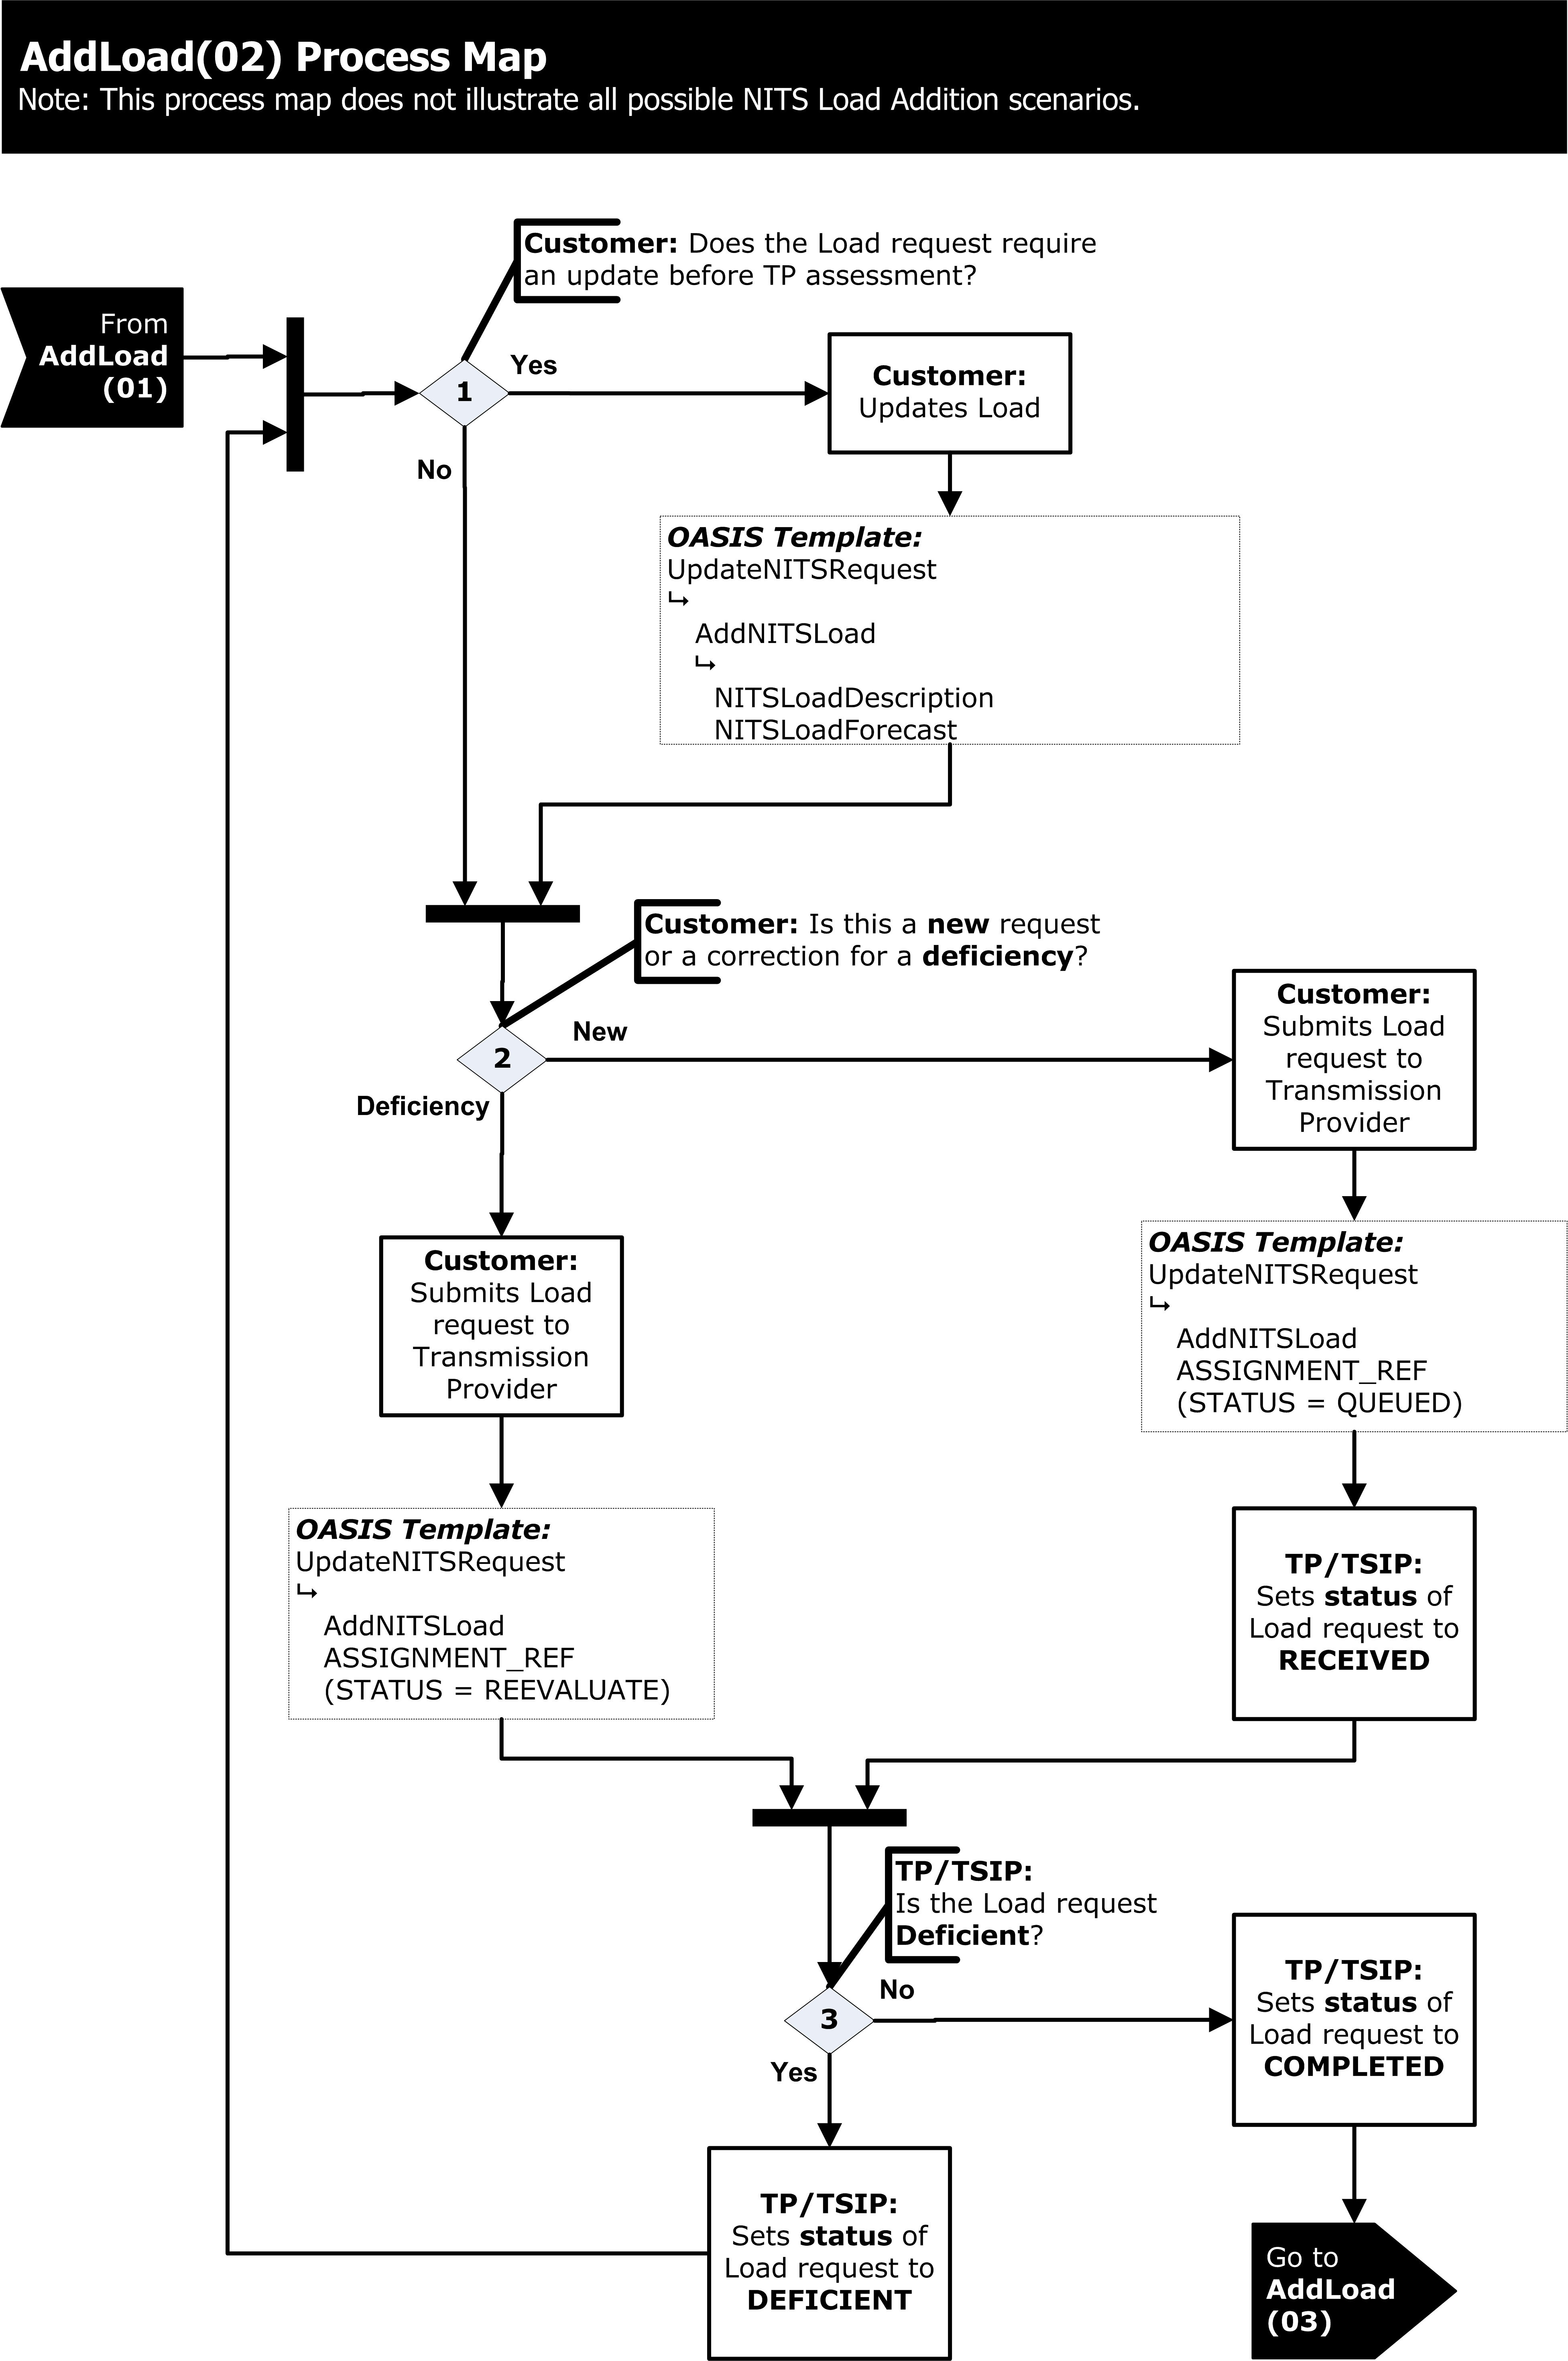 AddLoad(02) Process Map
Note: This process map does not illustrate all possible NITS Load Addition scenarios.
Customer: Does the Load request require
an update before TP assessment?
From
AddLoad
(01)
1
Yes
No
Customer:
Updates Load
OASIS Template:
UpdateNITSRequest
↳
AddNITSLoad
↳
NITSLoadDescription
NITSLoadForecast
Customer: Is this a new request
or a correction for a deficiency?
2
New
Deficiency
Customer:
Submits Load
request to
Transmission
Provider
OASIS Template:
UpdateNITSRequest
↳
AddNITSLoad
ASSIGNMENT_REF
(STATUS = QUEUED)
Customer:
Submits Load
request to
Transmission
Provider
OASIS Template:
UpdateNITSRequest
↳
AddNITSLoad
ASSIGNMENT_REF
(STATUS = REEVALUATE)
TP/TSIP:
Sets status of
Load request to
RECEIVED
TP/TSIP:
Is the Load request
Deficient?
3
No
Yes
TP/TSIP:
Sets status of
Load request to
COMPLETED
TP/TSIP:
Sets status of
Load request to
DEFICIENT
Go to
AddLoad
(03)